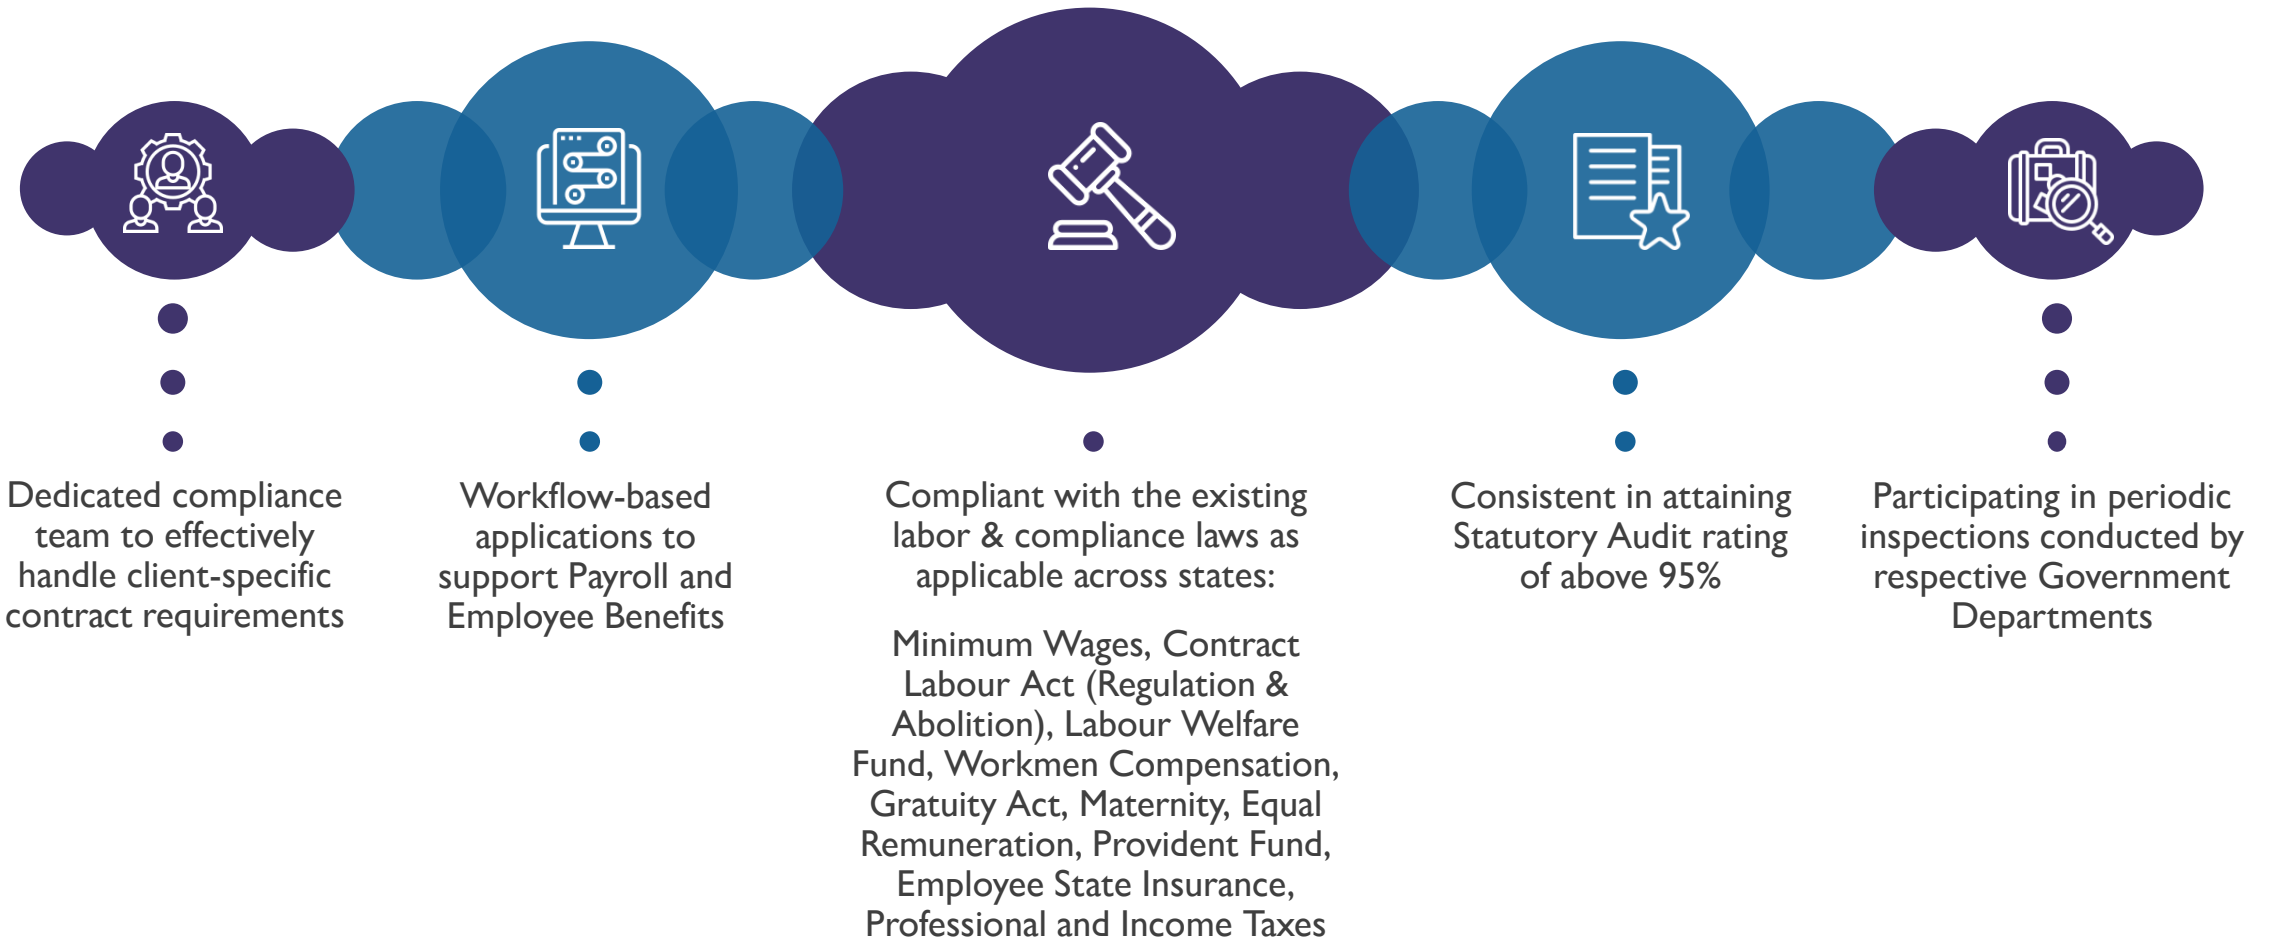 Dedicated compliance
team to effectively
handle client-specific
contract requirements
Workflow-based
applications to
support Payroll and
Employee Benefits
Compliant with the existing
labor & compliance laws as
applicable across states:
Minimum Wages, Contract
Labour Act (Regulation &
Abolition), Labour Welfare
Fund, Workmen Compensation,
Gratuity Act, Maternity, Equal
Remuneration, Provident Fund,
Employee State Insurance,
Professional and Income Taxes
Consistent in attaining
Statutory Audit rating
of above 95%
Participating in periodic
inspections conducted by
respective Government
Departments